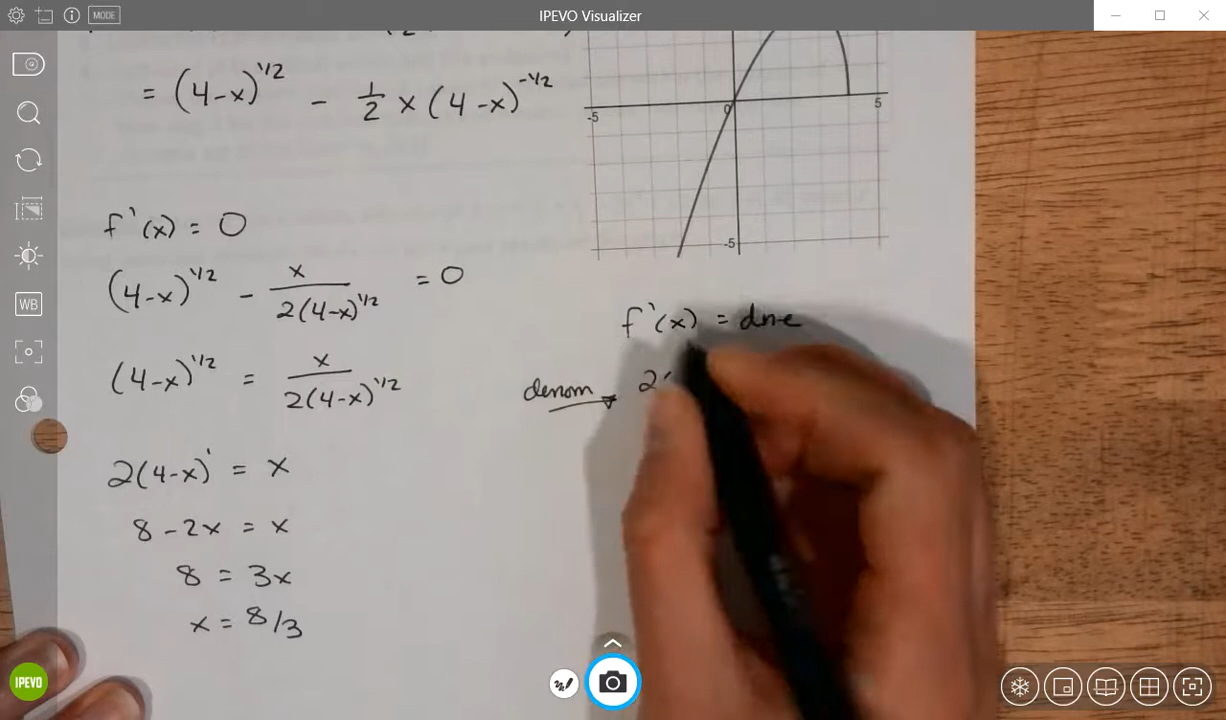 IPEVO Visualizer
MODE
= (4-x)^1/2 - 1/2 x (4-x)^-1/2
-5
0
5
-5
f'(x) = 0
(4-x)^1/2 - x/2(4-x)^1/2 = 0
(4-x)^1/2 = x/2(4-x)^1/2
2(4-x)' = x
8 - 2x = x
8 = 3x
x = 8/3
f'(x) = dne
denom → 2(
WB
IPEVO